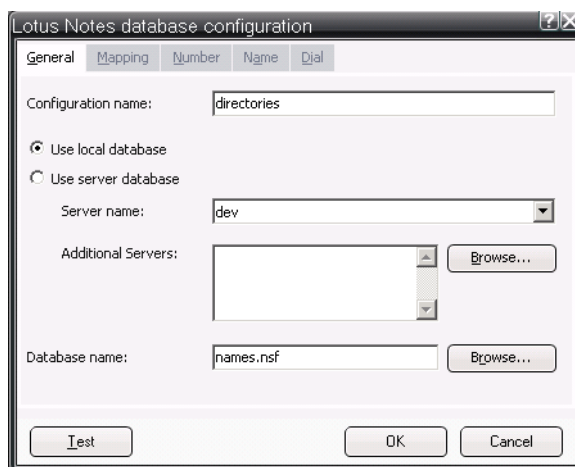 Lotus Notes database configuration
General Mapping Number Name Dial
Configuration name: directories
Use local database
Use server database
Server name: dev
Additional Servers: Browse...
Database name: names.nsf Browse...
Test OK Cancel